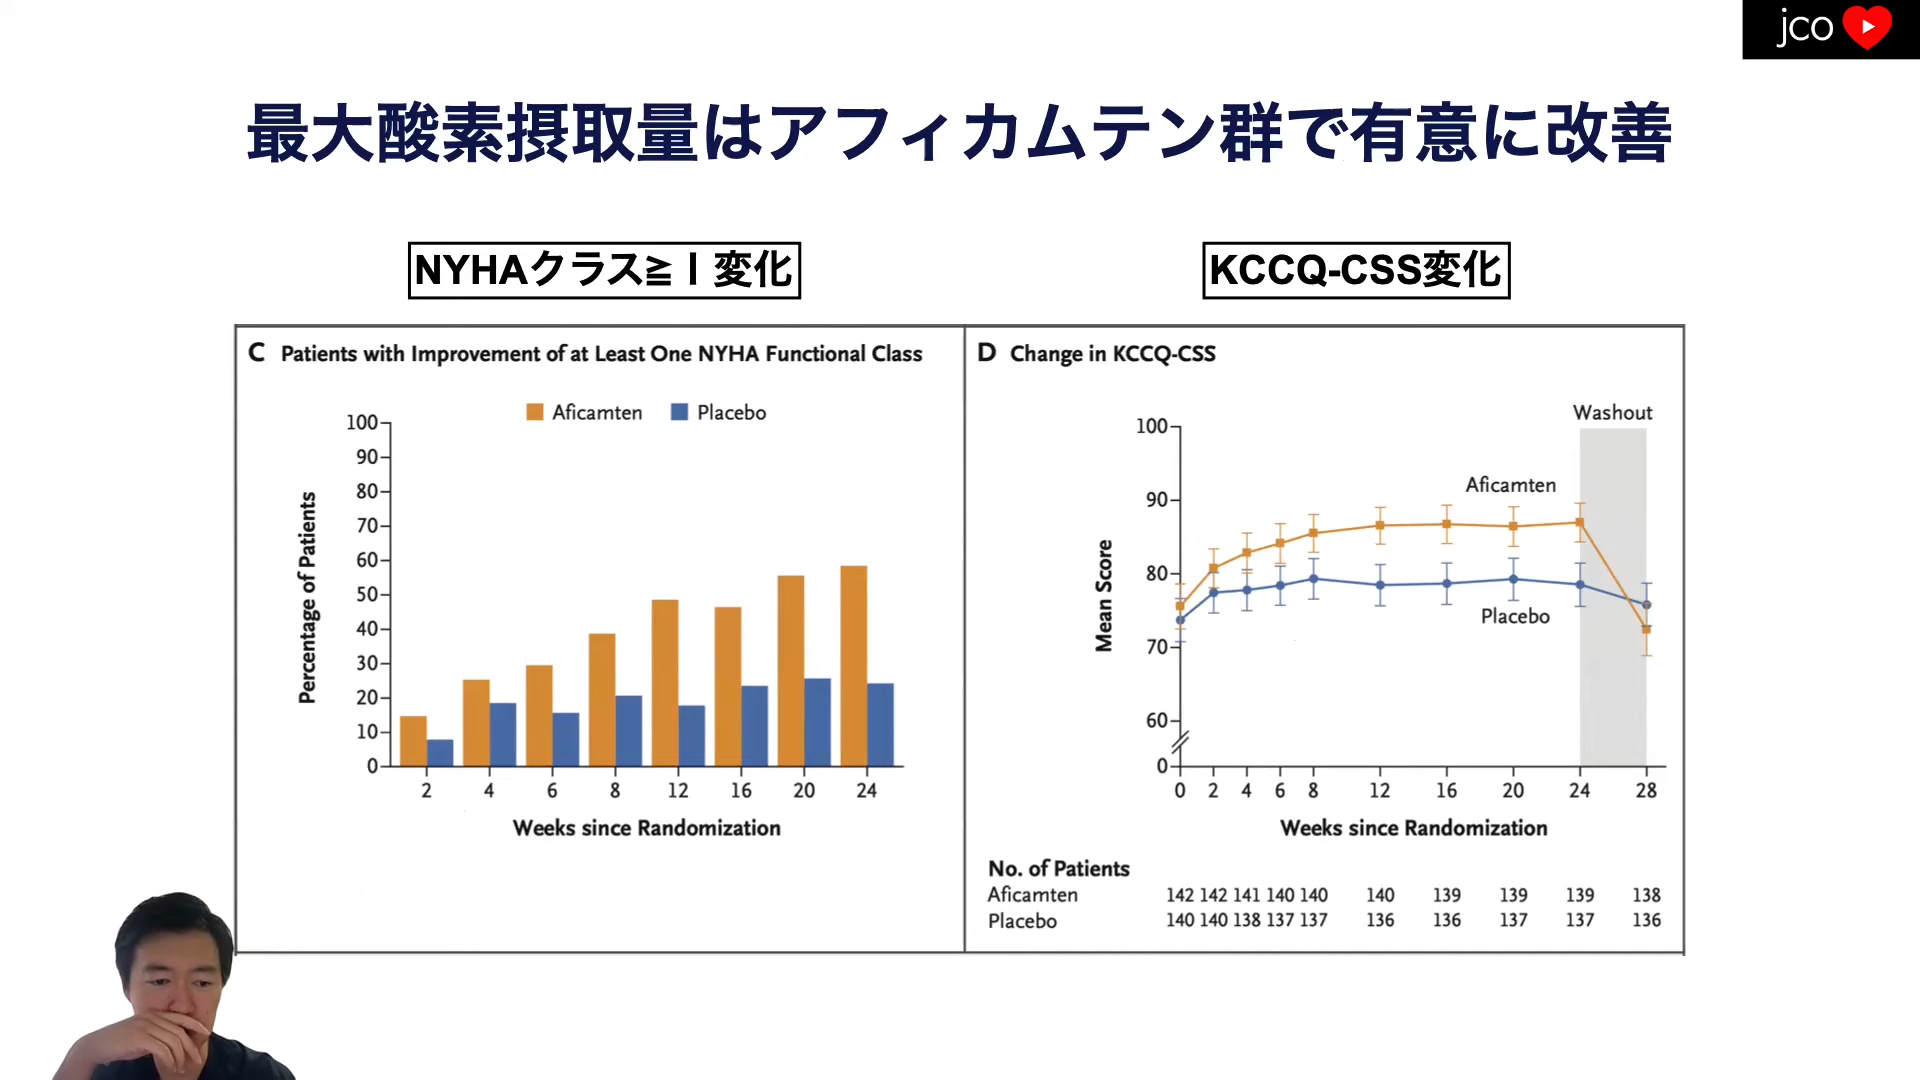 jco
最大酸素摂取量はアフィカムテン群で有意に改善
NYHAクラス≧Ⅰ変化
KCCQ-CSS変化
C Patients with Improvement of at Least One NYHA Functional Class
Aficamten Placebo
Percentage of Patients
100
90
80
70
60
50
40
30
20
10
0
2 4 6 8 12 16 20 24
Weeks since Randomization
D Change in KCCQ-CSS
Washout
Aficamten
Placebo
Mean Score
100
90
80
70
60
0
0 2 4 6 8 12 16 20 24 28
Weeks since Randomization
No. of Patients
Aficamten 142 142 141 140 140 140 139 139 139 138
Placebo 140 140 138 137 137 136 136 137 137 136